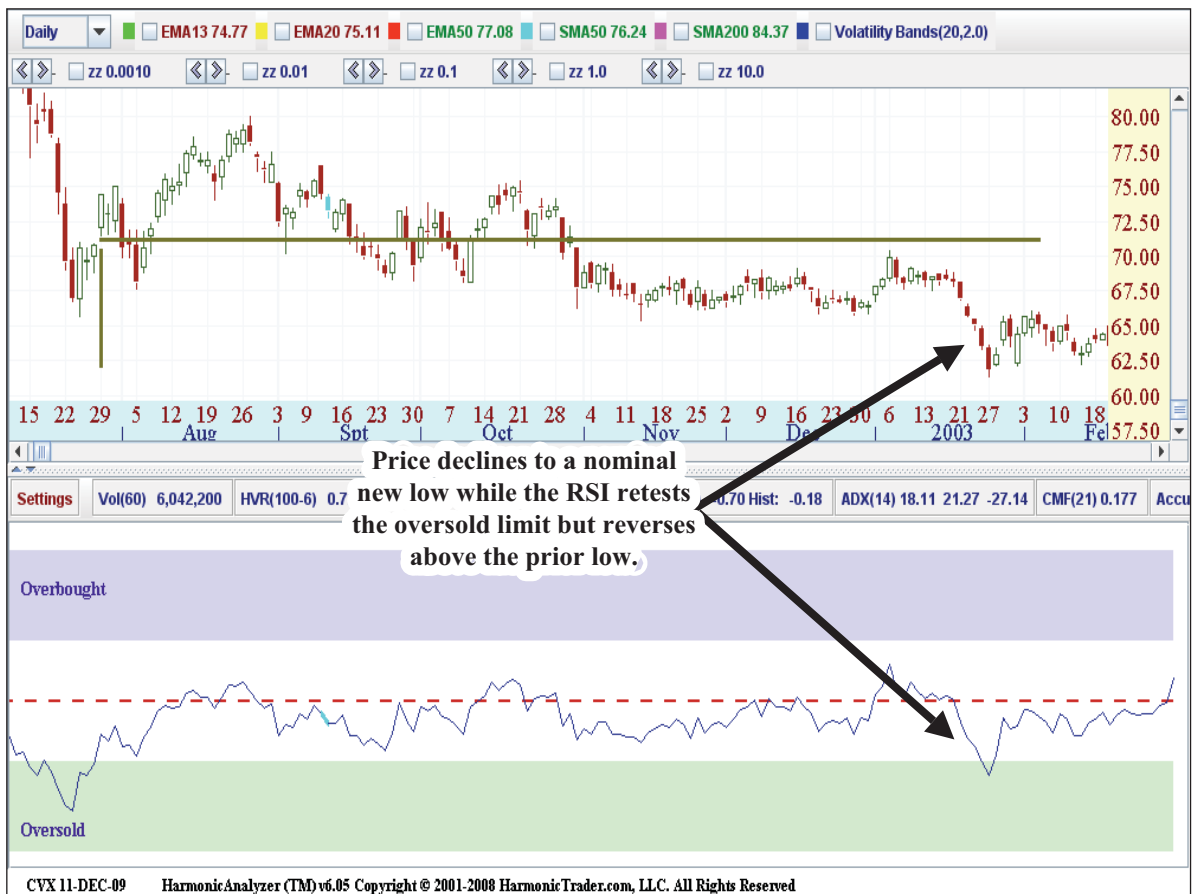 Daily EMA13 74.77 EMA20 75.11 EMA50 77.08 SMA50 76.24 SMA200 84.37 Volatility Bands(20,2.0)
zz 0.0010 zz 0.01 zz 0.1 zz 1.0 zz 10.0
80.00
77.50
75.00
72.50
70.00
67.50
65.00
62.50
60.00
57.50
15 22 29 5 12 19 26 3 9 16 23 30 7 14 21 28 4 11 18 25 2 9 16 23 30 6 13 21 27 3 10 18
Aug Spt Oct Nov De 2003 Fel
Price declines to a nominal
new low while the RSI retests
the oversold limit but reverses
above the prior low.
Settings Vol(60) 6,042,200 HVR(100-6) 0.7 -0.70 Hist: -0.18 ADX(14) 18.11 21.27 -27.14 CMF(21) 0.177 Accu
Overbought
Oversold
CVX 11-DEC-09 HarmonicAnalyzer (TM) v6.05 Copyright © 2001-2008 HarmonicTrader.com, LLC. All Rights Reserved